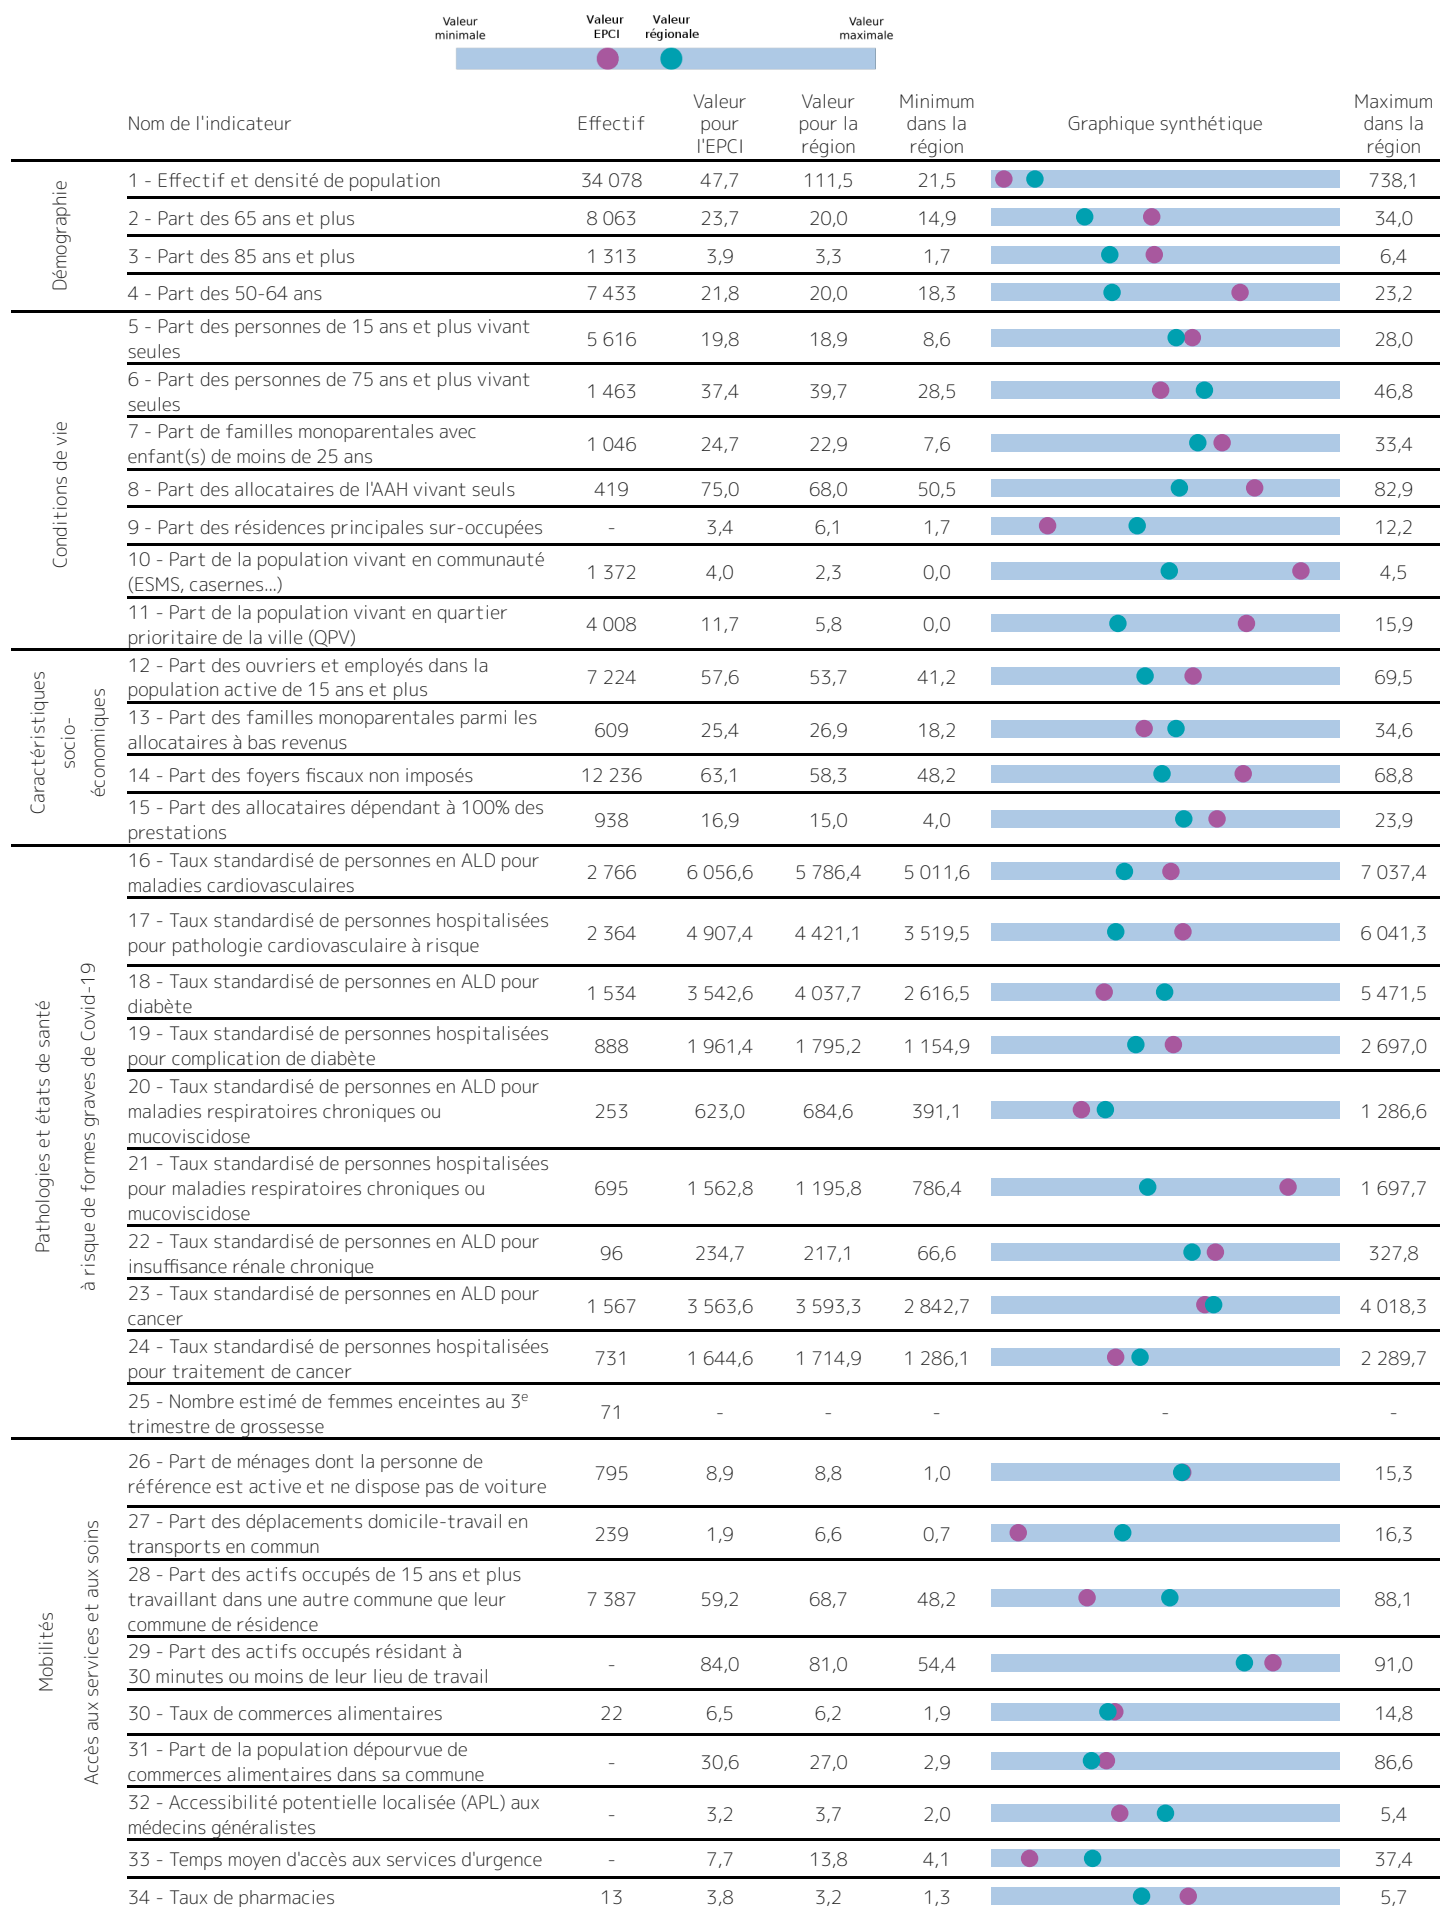 Valeur minimale
Valeur EPCI
Valeur régionale
Valeur maximale
Nom de l'indicateur Effectif Valeur pour l'EPCI Valeur pour la région Minimum dans la région Graphique synthétique Maximum dans la région
Démographie
1 - Effectif et densité de population 34 078 47,7 111,5 21,5 738,1
2 - Part des 65 ans et plus 8 063 23,7 20,0 14,9 34,0
3 - Part des 85 ans et plus 1 313 3,9 3,3 1,7 6,4
4 - Part des 50-64 ans 7 433 21,8 20,0 18,3 23,2
Conditions de vie
5 - Part des personnes de 15 ans et plus vivant
seules 5 616 19,8 18,9 8,6 28,0
6 - Part des personnes de 75 ans et plus vivant
seules 1 463 37,4 39,7 28,5 46,8
7 - Part de familles monoparentales avec
enfant(s) de moins de 25 ans 1 046 24,7 22,9 7,6 33,4
8 - Part des allocataires de l'AAH vivant seuls 419 75,0 68,0 50,5 82,9
9 - Part des résidences principales sur-occupées - 3,4 6,1 1,7 12,2
10 - Part de la population vivant en communauté
(ESMS, casernes...) 1 372 4,0 2,3 0,0 4,5
11 - Part de la population vivant en quartier
prioritaire de la ville (QPV) 4 008 11,7 5,8 0,0 15,9
Caractéristiques
socio-
économiques
12 - Part des ouvriers et employés dans la
population active de 15 ans et plus 7 224 57,6 53,7 41,2 69,5
13 - Part des familles monoparentales parmi les
allocataires à bas revenus 609 25,4 26,9 18,2 34,6
14 - Part des foyers fiscaux non imposés 12 236 63,1 58,3 48,2 68,8
15 - Part des allocataires dépendant à 100% des
prestations 938 16,9 15,0 4,0 23,9
Pathologies et états de santé
à risque de formes graves de Covid-19
16 - Taux standardisé de personnes en ALD pour
maladies cardiovasculaires 2 766 6 056,6 5 786,4 5 011,6 7 037,4
17 - Taux standardisé de personnes hospitalisées
pour pathologie cardiovasculaire à risque 2 364 4 907,4 4 421,1 3 519,5 6 041,3
18 - Taux standardisé de personnes en ALD pour
diabète 1 534 3 542,6 4 037,7 2 616,5 5 471,5
19 - Taux standardisé de personnes hospitalisées
pour complication de diabète 888 1 961,4 1 795,2 1 154,9 2 697,0
20 - Taux standardisé de personnes en ALD pour
maladies respiratoires chroniques ou
mucoviscidose 253 623,0 684,6 391,1 1 286,6
21 - Taux standardisé de personnes hospitalisées
pour maladies respiratoires chroniques ou
mucoviscidose 695 1 562,8 1 195,8 786,4 1 697,7
22 - Taux standardisé de personnes en ALD pour
insuffisance rénale chronique 96 234,7 217,1 66,6 327,8
23 - Taux standardisé de personnes en ALD pour
cancer 1 567 3 563,6 3 593,3 2 842,7 4 018,3
24 - Taux standardisé de personnes hospitalisées
pour traitement de cancer 731 1 644,6 1 714,9 1 286,1 2 289,7
25 - Nombre estimé de femmes enceintes au 3e
trimestre de grossesse 71 - - - - -
Mobilités
Accès aux services et aux soins
26 - Part de ménages dont la personne de
référence est active et ne dispose pas de voiture 795 8,9 8,8 1,0 15,3
27 - Part des déplacements domicile-travail en
transports en commun 239 1,9 6,6 0,7 16,3
28 - Part des actifs occupés de 15 ans et plus
travaillant dans une autre commune que leur
commune de résidence 7 387 59,2 68,7 48,2 88,1
29 - Part des actifs occupés résidant à
30 minutes ou moins de leur lieu de travail - 84,0 81,0 54,4 91,0
30 - Taux de commerces alimentaires 22 6,5 6,2 1,9 14,8
31 - Part de la population dépourvue de
commerces alimentaires dans sa commune - 30,6 27,0 2,9 86,6
32 - Accessibilité potentielle localisée (APL) aux
médecins généralistes - 3,2 3,7 2,0 5,4
33 - Temps moyen d'accès aux services d'urgence - 7,7 13,8 4,1 37,4
34 - Taux de pharmacies 13 3,8 3,2 1,3 5,7